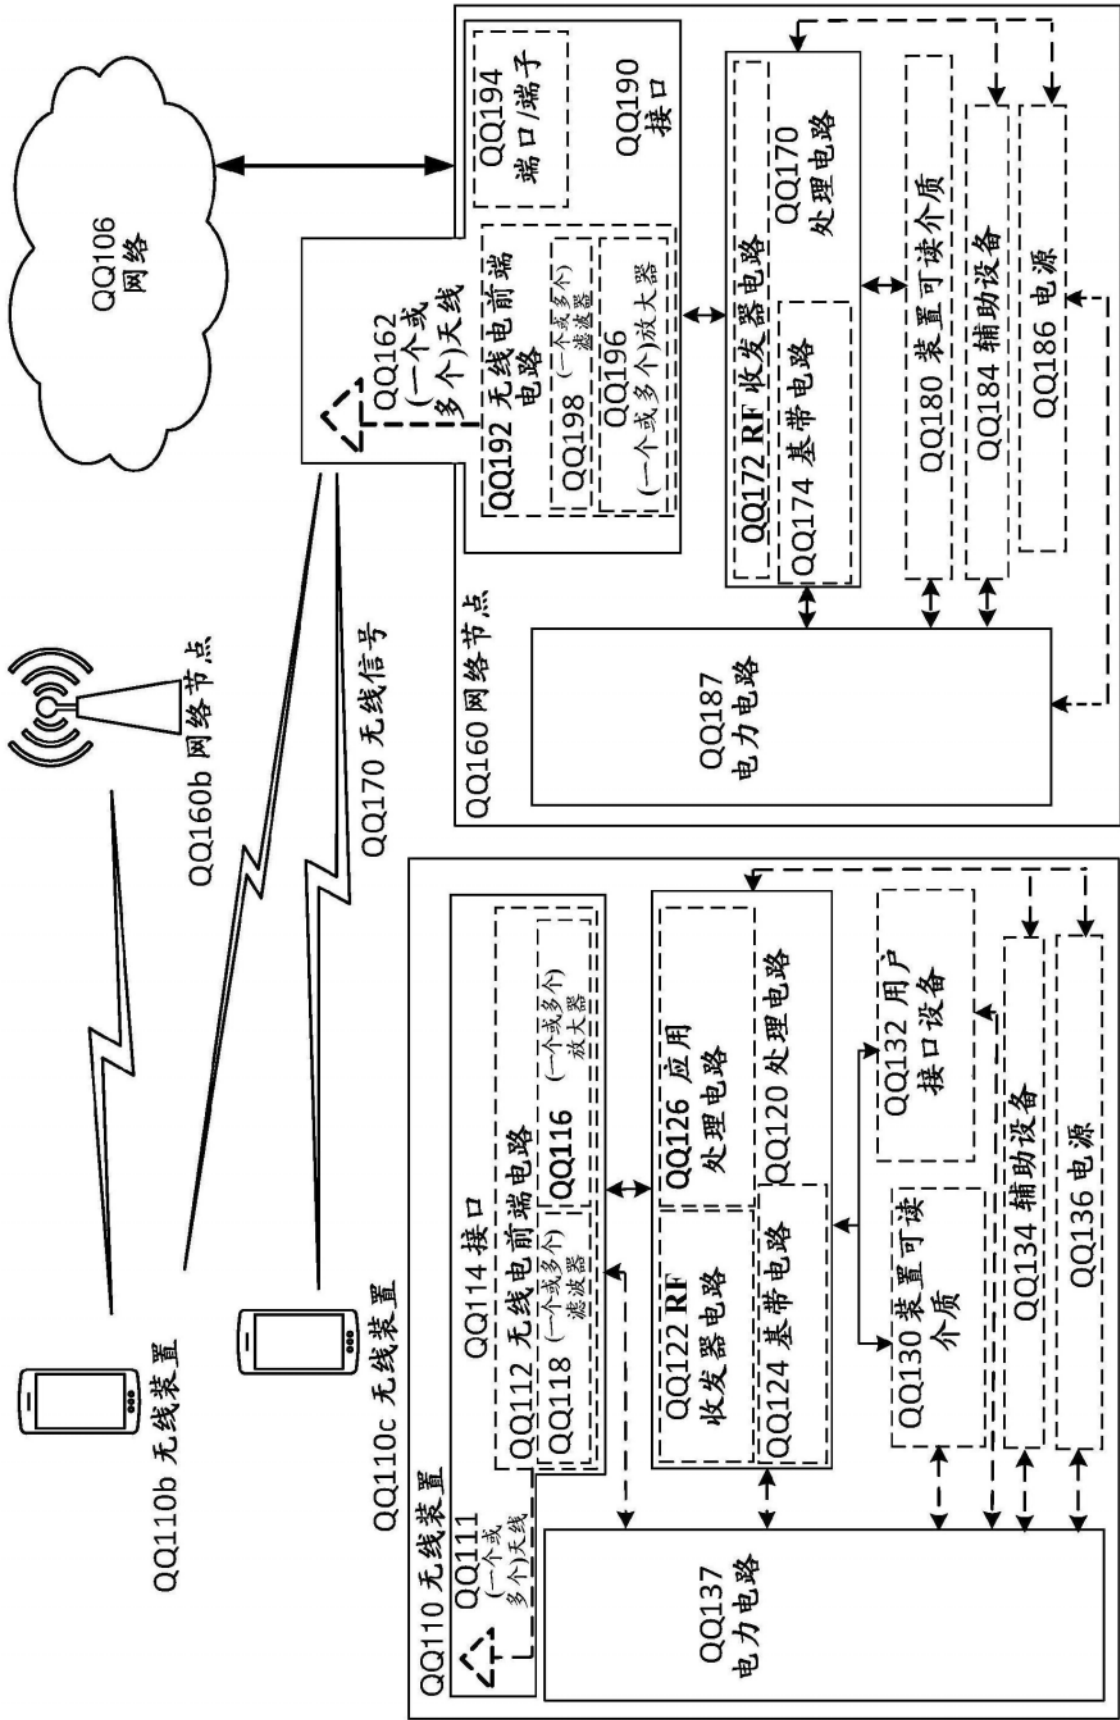 QQ106
网络
QQ160b 网络节点
QQ110b 无线装置
QQ170 无线信号
QQ110c 无线装置
QQ110 无线装置
QQ111
(一个或
多个)天线
QQ114 接口
QQ112 无线电前端电路
QQ118
(一个或多个)
滤波器
QQ116
(一个或多个)
放大器
QQ122 RF
收发器电路
QQ126 应用
处理电路
QQ124 基带电路
QQ120 处理电路
QQ130 装置可读
介质
QQ132 用户
接口设备
QQ134 辅助设备
QQ136 电源
QQ137
电力电路
QQ160 网络节点
QQ162
(一个或
多个)天线
QQ192 无线电前端
电路
QQ198
(一个或多个)
滤波器
QQ196
(一个或多个)放大器
QQ194
端口/端子
QQ190
接口
QQ172 RF 收发器电路
QQ174 基带电路
QQ170
处理电路
QQ180 装置可读介质
QQ184 辅助设备
QQ186 电源
QQ187
电力电路